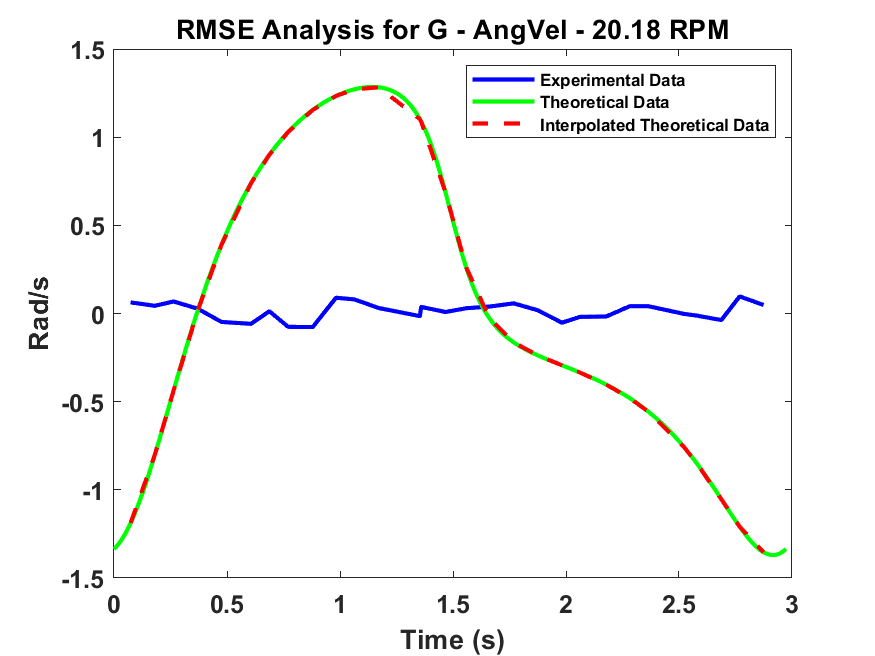 RMSE Analysis for G - AngVel - 20.18 RPM
Experimental Data
Theoretical Data
Interpolated Theoretical Data
Rad/s
1.5
1
0.5
0
-0.5
-1
-1.5
0 0.5 1 1.5 2 2.5 3
Time (s)